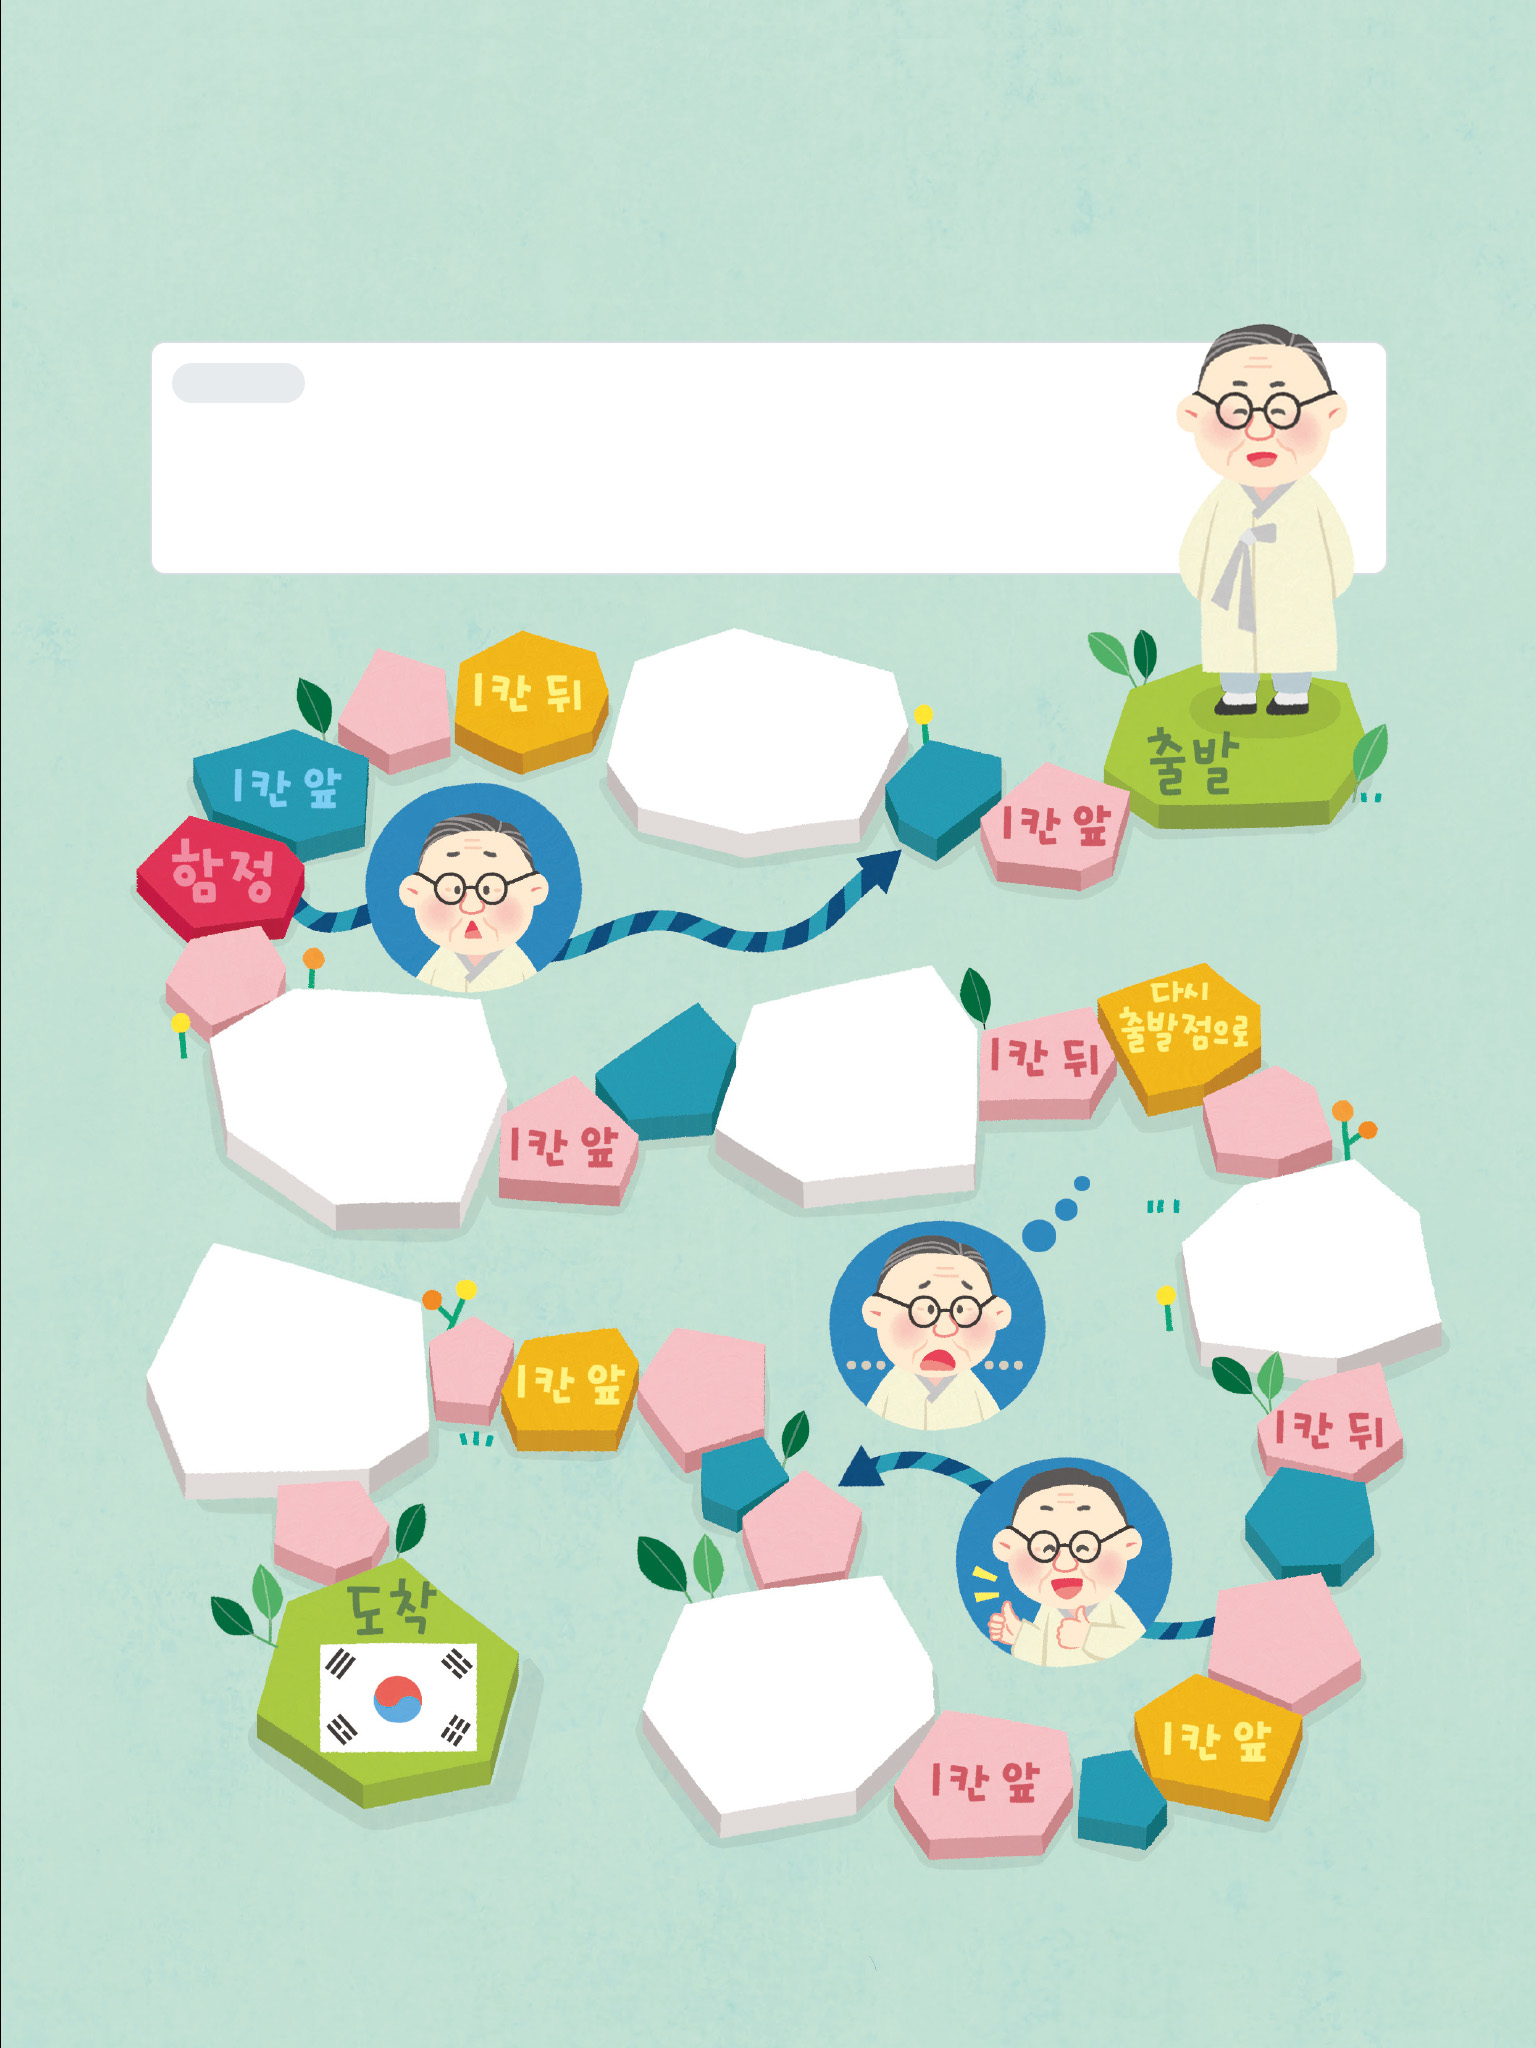 출발
1칸 앞
1칸 뒤
1칸 앞
함정
1칸 앞
1칸 뒤
다시
출발점으로
1칸 뒤
1칸 앞
1칸 앞
1칸 앞
도착